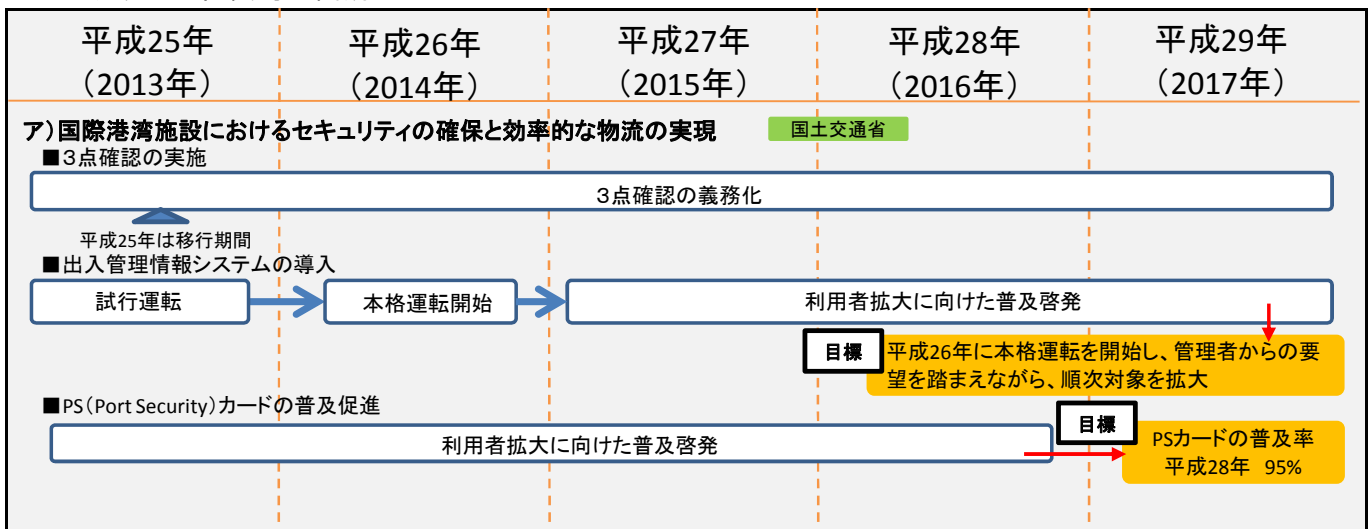 平成25年
（2013年）
平成26年
（2014年）
平成27年
（2015年）
平成28年
（2016年）
平成29年
（2017年）
ア）国際港湾施設におけるセキュリティの確保と効率的な物流の実現
国土交通省
■３点確認の実施
３点確認の義務化
平成25年は移行期間
■出入管理情報システムの導入
試行運転
本格運転開始
利用者拡大に向けた普及啓発
目標
平成26年に本格運転を開始し、管理者からの要
望を踏まえながら、順次対象を拡大
■PS（Port Security）カードの普及促進
利用者拡大に向けた普及啓発
目標
PSカードの普及率
平成28年 95%